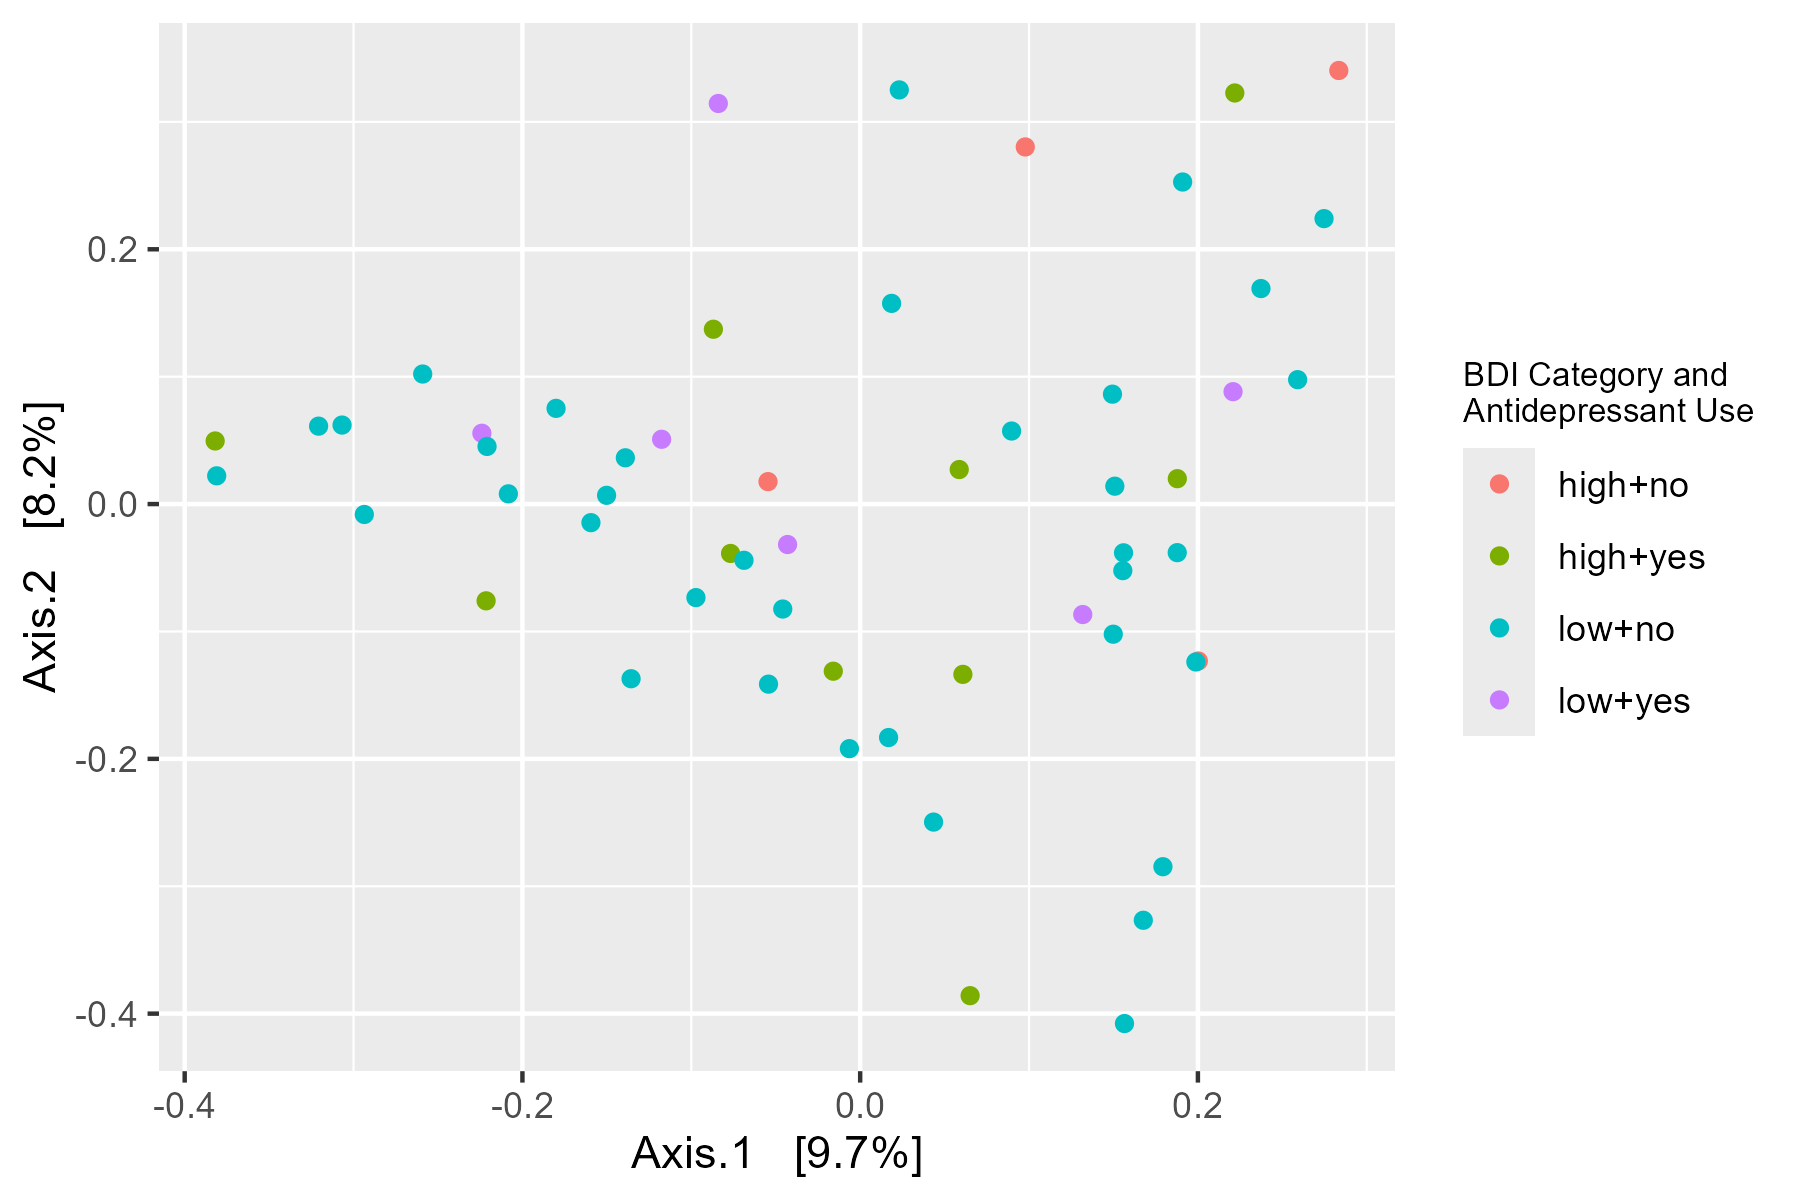 0.2
0.0
-0.2
-0.4
-0.4
-0.2
0.0
0.2
Axis.1 [9.7%]
Axis.2 [8.2%]
BDI Category and
Antidepressant Use
high+no
high+yes
low+no
low+yes